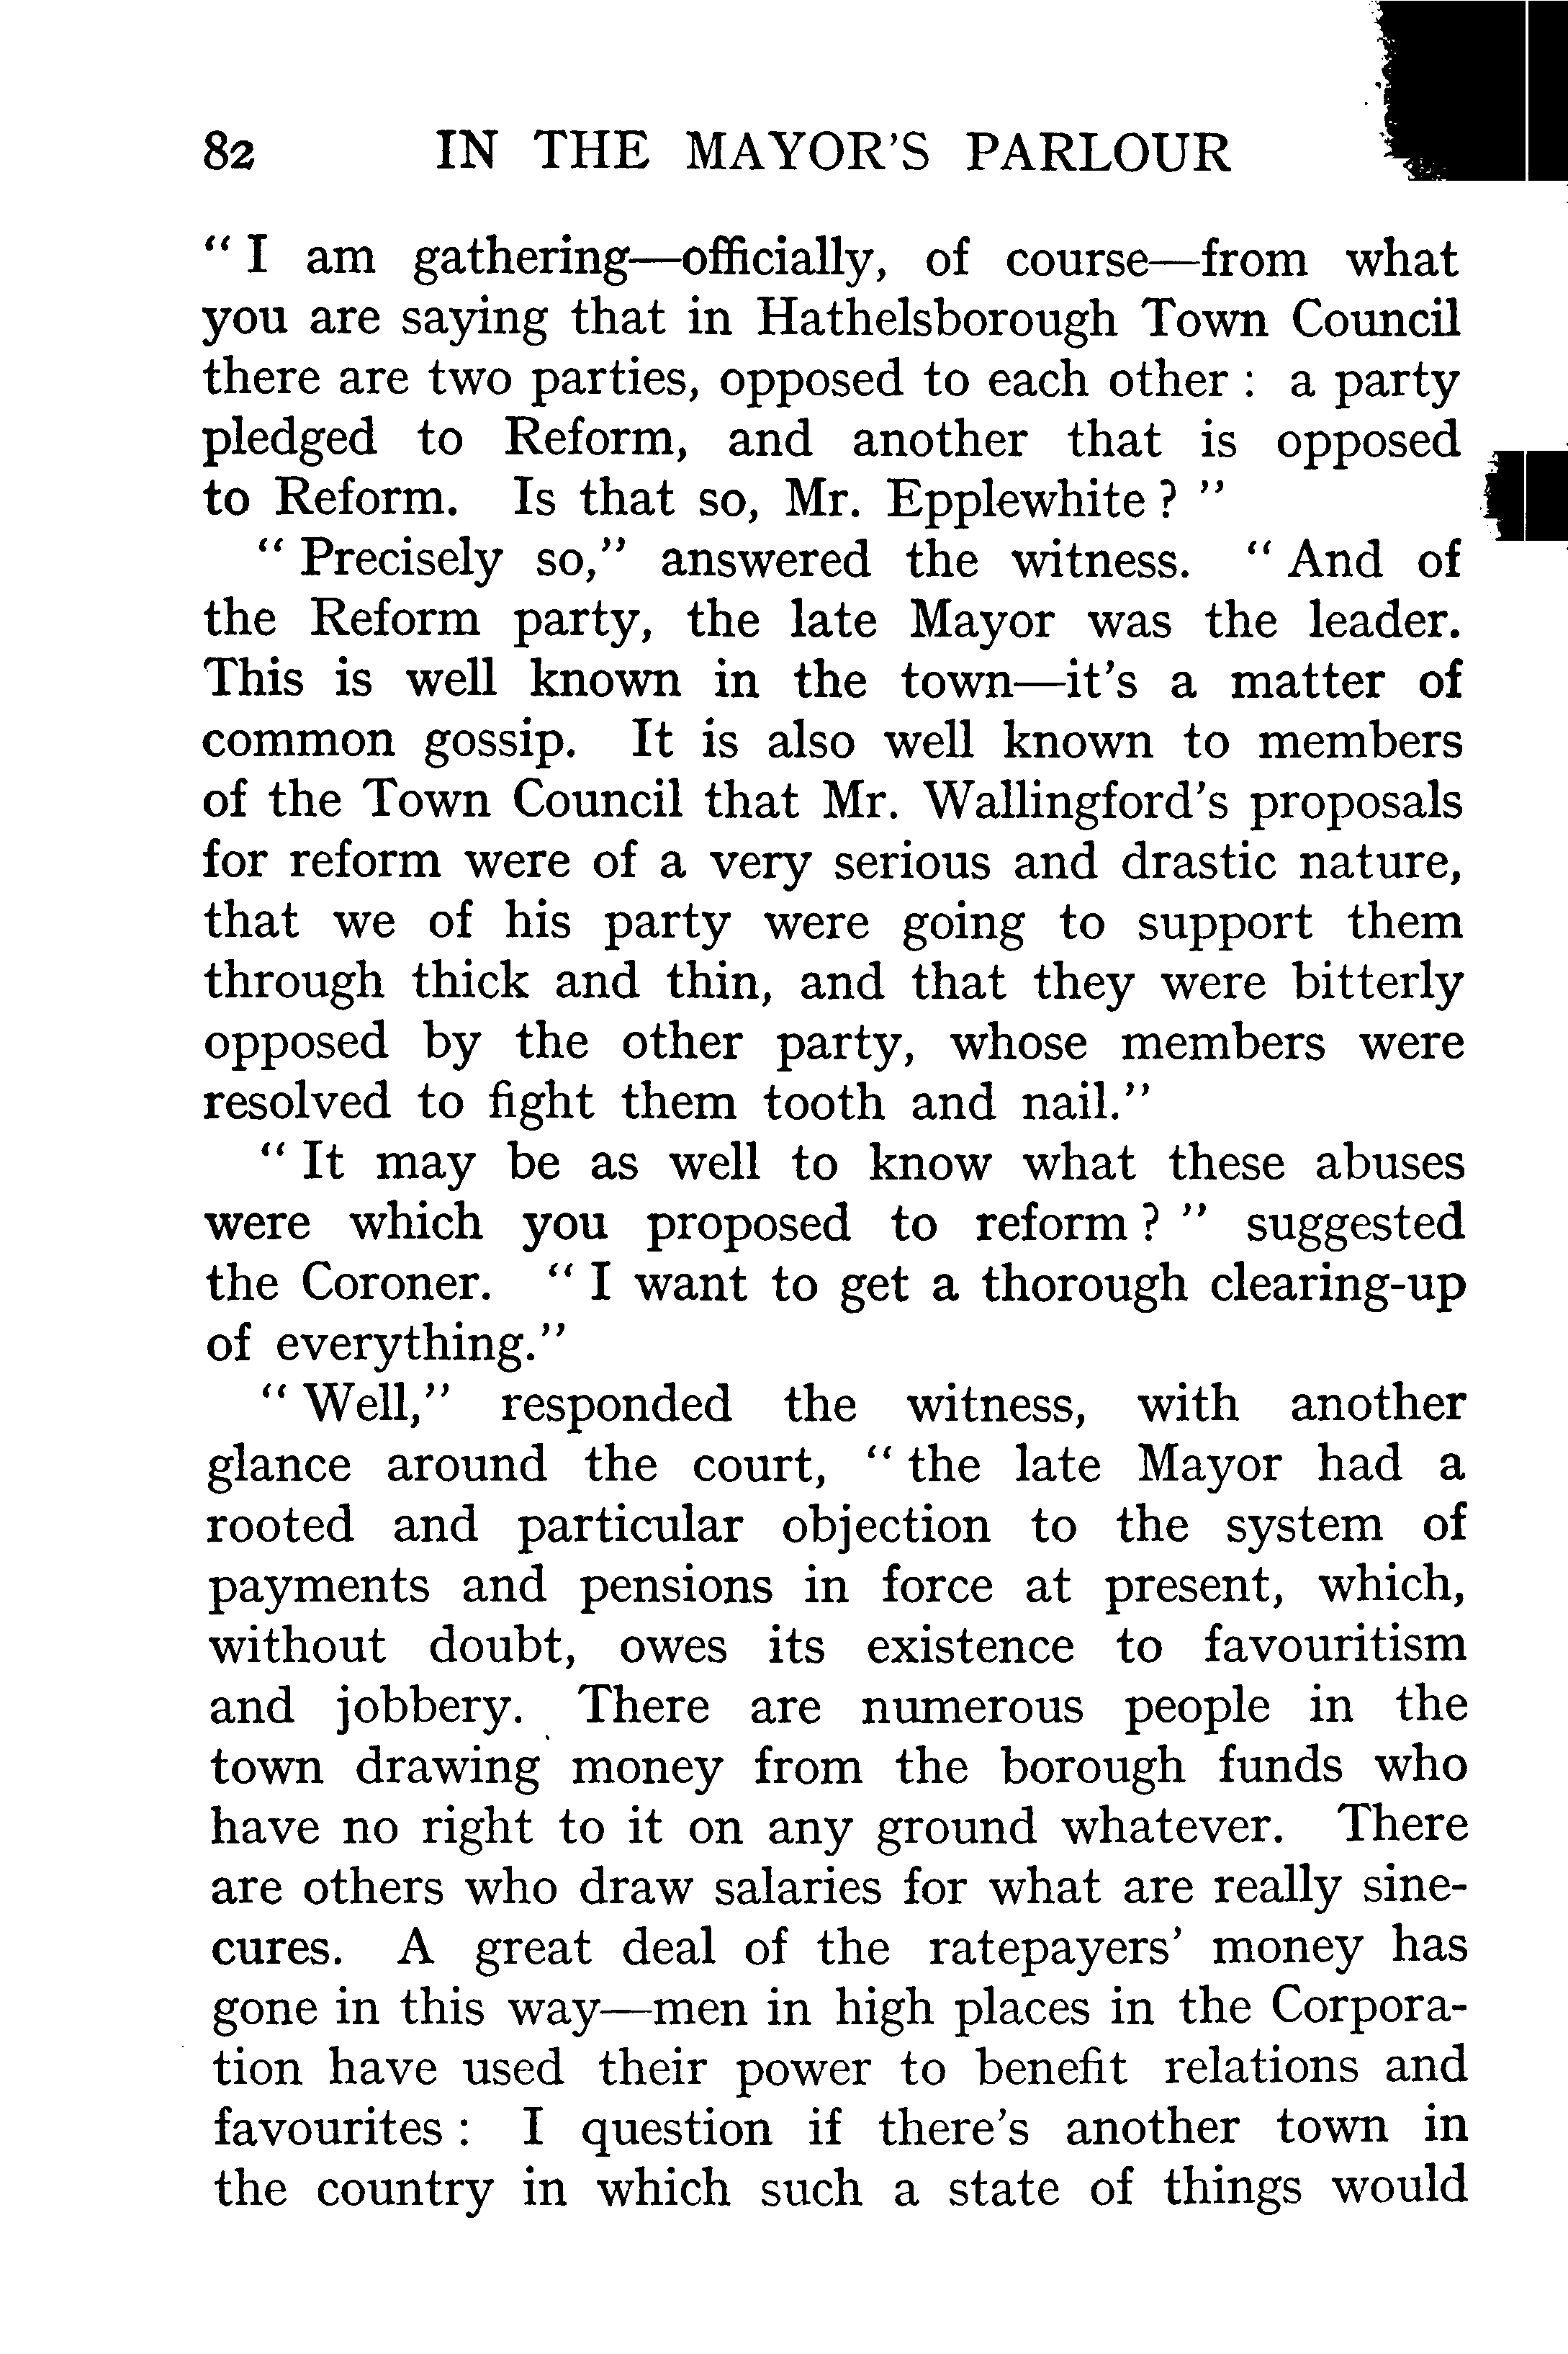 82 IN THE MAYOR'S PARLOUR
“ I am gathering—officially, of course—from what
you are saying that in Hathelsborough Town Council
there are two parties, opposed to each other : a party
pledged to Reform, and another that is opposed
to Reform. Is that so, Mr. Epplewhite ? ”
“ Precisely so,” answered the witness. “ And of
the Reform party, the late Mayor was the leader.
This is well known in the town—it's a matter of
common gossip. It is also well known to members
of the Town Council that Mr. Wallingford's proposals
for reform were of a very serious and drastic nature,
that we of his party were going to support them
through thick and thin, and that they were bitterly
opposed by the other party, whose members were
resolved to fight them tooth and nail.”
“ It may be as well to know what these abuses
were which you proposed to reform ? ” suggested
the Coroner. “ I want to get a thorough clearing-up
of everything.”
“ Well,” responded the witness, with another
glance around the court, “ the late Mayor had a
rooted and particular objection to the system of
payments and pensions in force at present, which,
without doubt, owes its existence to favouritism
and jobbery. There are numerous people in the
town drawing money from the borough funds who
have no right to it on any ground whatever. There
are others who draw salaries for what are really sine-
cures. A great deal of the ratepayers' money has
gone in this way—men in high places in the Corpora-
tion have used their power to benefit relations and
favourites : I question if there's another town in
the country in which such a state of things would